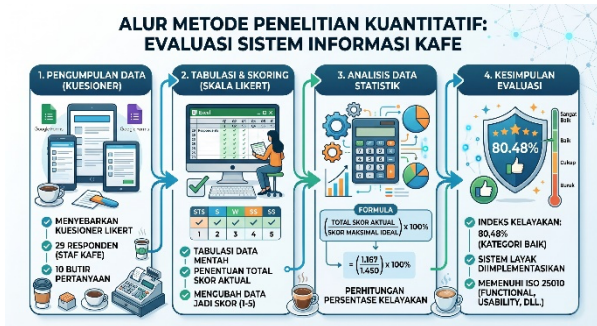 ALUR METODE PENELITIAN KUANTITATIF:
EVALUASI SISTEM INFORMASI KAFE
1. PENGUMPULAN DATA
(KUESIONER)
MENYEBARKAN
KUESIONER LIKERT
29 RESPONDEN
(STAF KAFE)
10 BUTIR
PERTANYAAN
2. TABULASI & SKORING
(SKALA LIKERT)
Excel
STS S W SS SS
1 2 3 4 5
TABULASI DATA
MENTAH
PENENTUAN TOTAL
SKOR AKTUAL
MENGUBAH DATA
JADI SKOR (1-5)
3. ANALISIS DATA
STATISTIK
FORMULA
(TOTAL SKOR AKTUAL
SKOR MAKSIMAL IDEAL) x 100%
= (1.167
1.450) x 100%
PERHITUNGAN
PERSENTASE KELAYAKAN
4. KESIMPULAN
EVALUASI
80.48%
Sangat
Baik
Baik
Cukup
Buruk
INDEKS KELAYAKAN:
80,48%
(KATEGORI BAIK)
SISTEM LAYAK
DIIMPLEMENTASIKAN
MEMENUHI ISO 25010
(FUNCTIONAL,
USABILITY, DLL.)